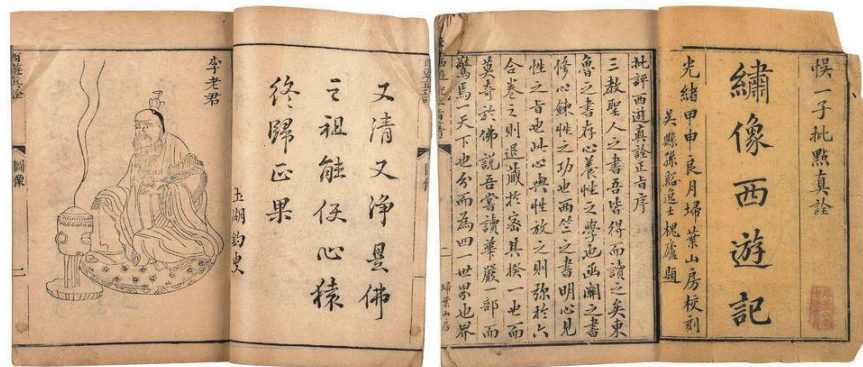 悞一子批點真詮
繡像西遊記
光緒甲申良月埽葉山房校刻
吳縣孫谿逸士槐廬題
批評西遊真詮正旨序
三教聖人之書吾皆得而讀之矣東
魯之書存心養性之學也函關之書
修心鍊性之功也西竺之書明心見
性之旨也此心與性放之則弥於六
合卷之則退藏於密其揆一也而
莫奇於佛說吾嘗讀華嚴一部而
驚焉一天下也分而為四一世界也界
埽葉山房
圖像
又清又淨是佛
之祖能伏心猿
終歸正果
五湖釣叟
李老君
圖像
二